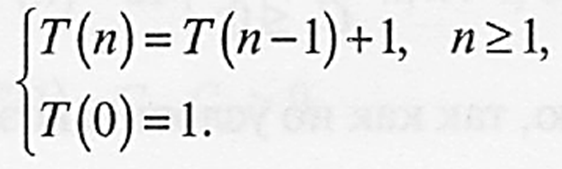 T(n)=T(n−1)+1, n≥1,
T(0)=1.